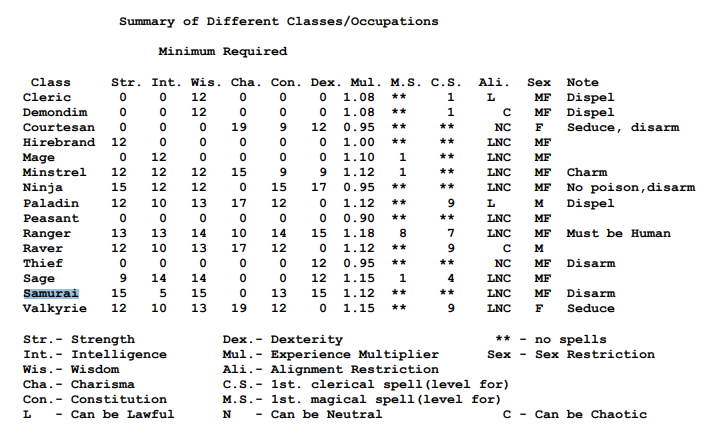 Summary of Different Classes/Occupations
Minimum Required
Class Str. Int. Wis. Cha. Con. Dex. Mul. M.S. C.S. Ali. Sex Note
Cleric 0 0 12 0 0 0 1.08 ** 1 L MF Dispel
Demondim 0 0 12 0 0 0 1.08 ** 1 C MF Dispel
Courtesan 0 0 0 19 9 12 0.95 ** ** NC F Seduce, disarm
Hirebrand 12 0 0 0 0 0 1.00 ** ** LNC MF
Mage 0 12 0 0 0 0 1.10 1 ** LNC MF
Minstrel 12 12 12 15 9 9 1.12 1 ** LNC MF Charm
Ninja 15 12 12 0 15 17 0.95 ** ** LNC MF No poison,disarm
Paladin 12 10 13 17 12 0 1.12 ** 9 L M Dispel
Peasant 0 0 0 0 0 0 0.90 ** ** LNC MF
Ranger 13 13 14 10 14 15 1.18 8 7 LNC MF Must be Human
Raver 12 10 13 17 12 0 1.12 ** 9 C M
Thief 0 0 0 0 0 12 0.95 ** ** NC MF Disarm
Sage 9 14 14 0 0 12 1.15 1 4 LNC MF
Samurai 15 5 15 0 13 15 1.12 ** ** LNC MF Disarm
Valkyrie 12 10 13 19 12 0 1.15 ** 9 LNC F Seduce
Str.- Strength Dex.- Dexterity ** - no spells
Int.- Intelligence Mul.- Experience Multiplier Sex - Sex Restriction
Wis.- Wisdom Ali.- Alignment Restriction
Cha.- Charisma C.S.- 1st. clerical spell(level for)
Con.- Constitution M.S.- 1st. magical spell(level for)
L - Can be Lawful N - Can be Neutral C - Can be Chaotic